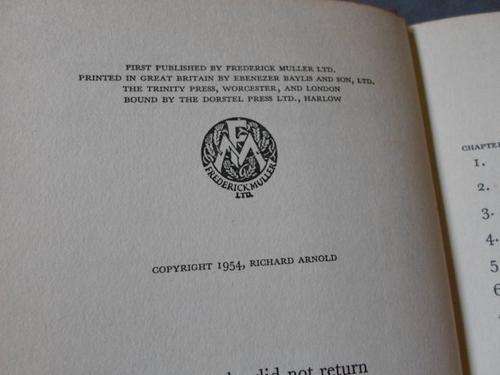 FIRST PUBLISHED BY FREDERICK MULLER LTD.
PRINTED IN GREAT BRITAIN BY EBENEZER BAYLIS AND SON, LTD.
THE TRINITY PRESS, WORCESTER, AND LONDON
BOUND BY THE DORSTEL PRESS LTD., HARLOW
FM
FREDERICK MULLER
LTD.
COPYRIGHT 1954, RICHARD ARNOLD
did not return
CHAPTER
1.
2.
3.
4.
5
6